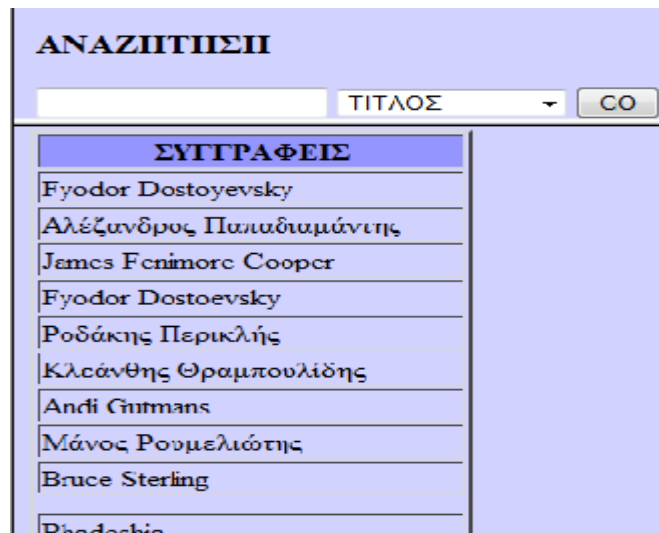 ΑΝΑΖΗΤΗΣΗ
ΤΙΤΛΟΣ GO
ΣΥΓΓΡΑΦΕΙΣ
Fyodor Dostoyevsky
Αλέξανδρος Παπαδιαμάντης
James Fenimore Cooper
Fyodor Dostoevsky
Ροδάκης Περικλής
Κλεάνθης Θραμπουλίδης
Andi Gutmans
Μάνος Ρουμελιώτης
Bruce Sterling